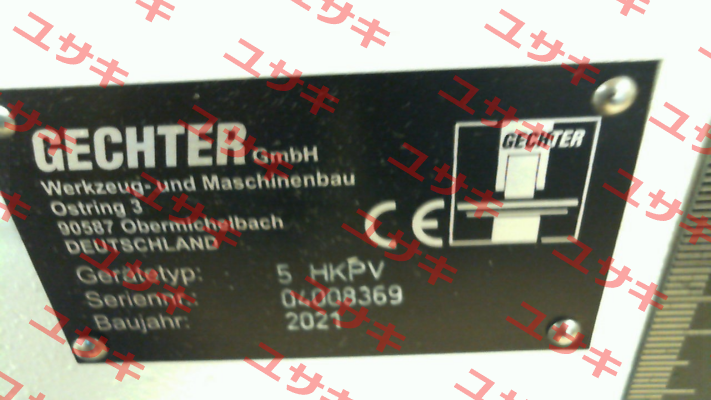 GECHTER GmbH
Werkzeug- und Maschinenbau
Ostring 3
90587 Obermichelbach
DEUTSCHLAND
CE
GECHTER
Gerätetyp: 5 HKPV
Seriennr.: 04008369
Baujahr: 2021
ユサキ